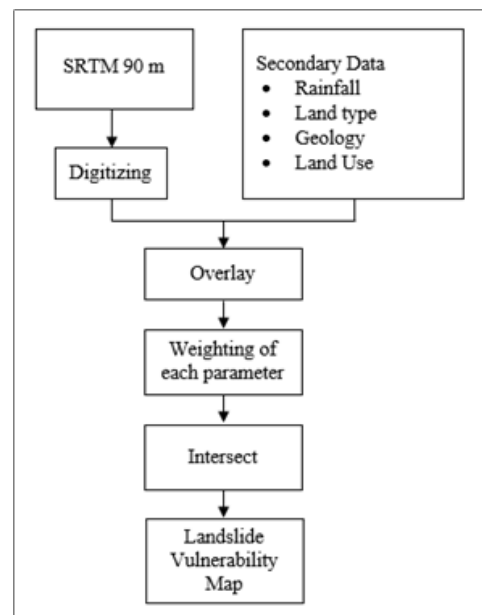 SRTM 90 m
Secondary Data
• Rainfall
• Land type
• Geology
• Land Use
Digitizing
Overlay
Weighting of
each parameter
Intersect
Landslide
Vulnerability
Map